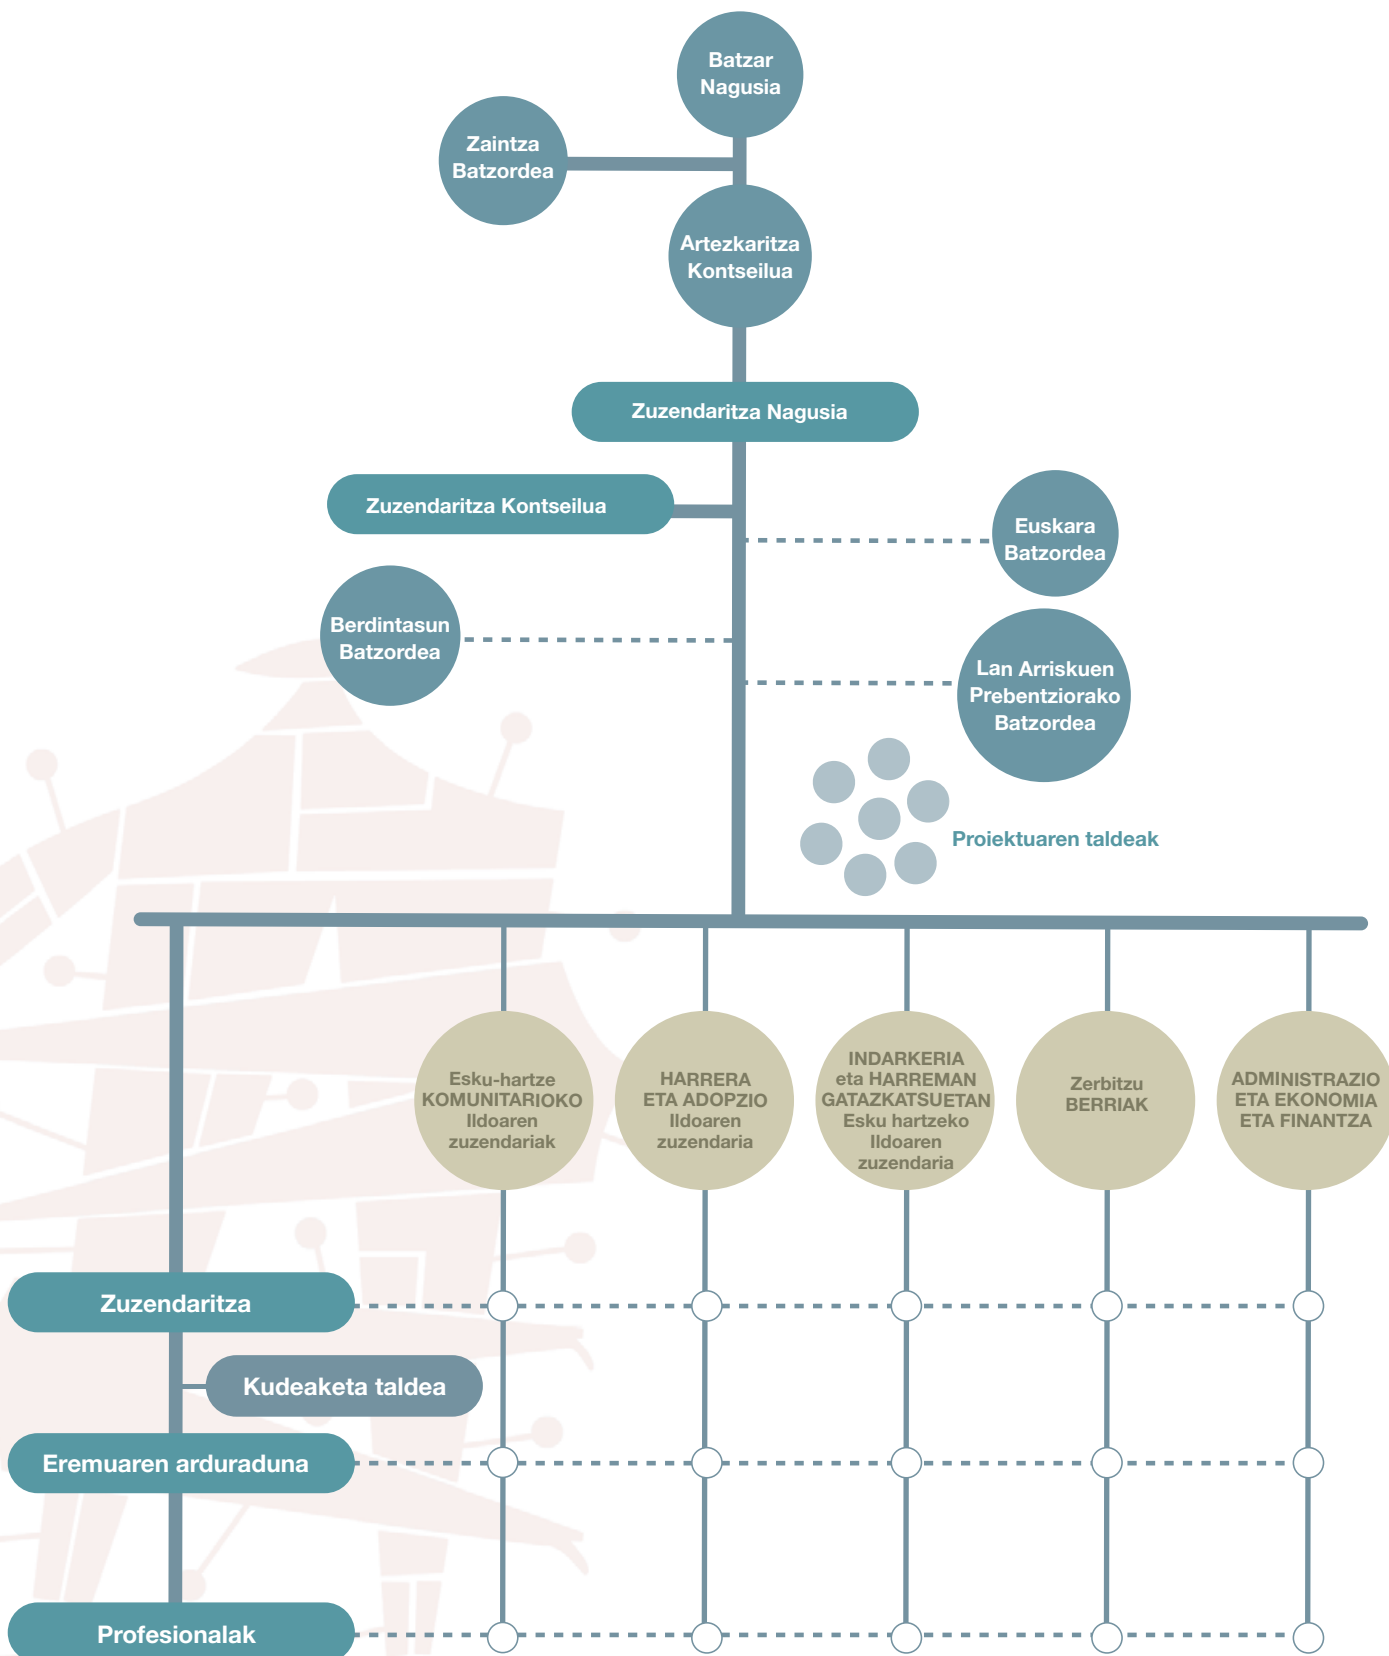 Batzar
Nagusia
Zaintza
Batzordea
Artezkaritza
Kontseilua
Zuzendaritza Nagusia
Zuzendaritza Kontseilua
Euskara
Batzordea
Berdintasun
Batzordea
Lan Arriskuen
Prebentziorako
Batzordea
Proiektuaren taldeak
Esku-hartze
KOMUNITARIOKO
Ildoaren
zuzendariak
HARRERA
ETA ADOPZIO
Ildoaren
zuzendaria
INDARKERIA
eta HARREMAN
GATAZKATSUETAN
Esku hartzeko
Ildoaren
zuzendaria
Zerbitzu
BERRIAK
ADMINISTRAZIO
ETA EKONOMIA
ETA FINANTZA
Zuzendaritza
Kudeaketa taldea
Eremuaren arduraduna
Profesionalak